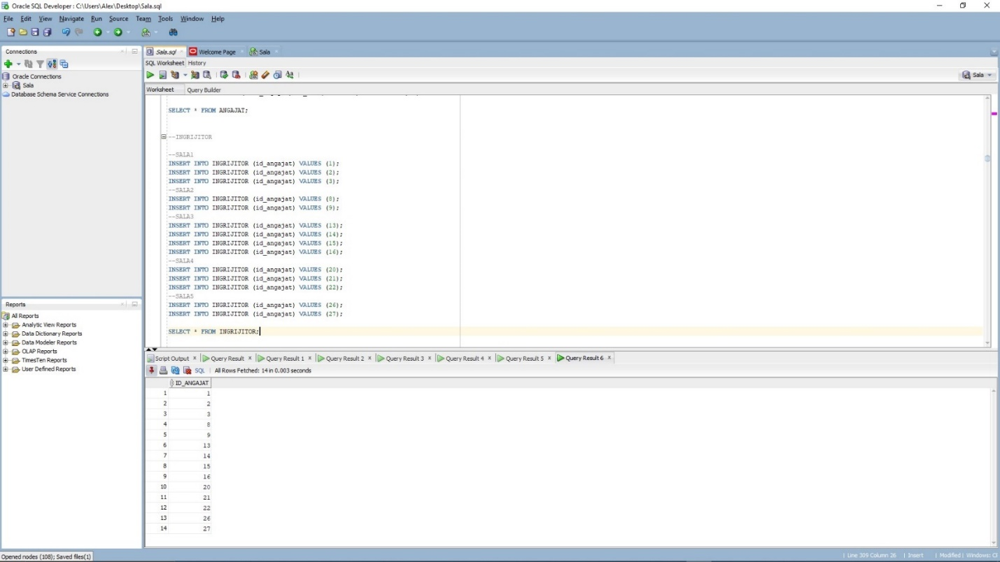 Oracle SQL Developer : C:\Users\Alex\Desktop\Sala.sql
File Edit View Navigate Run Source Team Tools Window Help
Connections
Oracle Connections
Sala
Database Schema Service Connections
Reports
All Reports
Analytic View Reports
Data Dictionary Reports
Data Modeler Reports
OLAP Reports
TimesTen Reports
User Defined Reports
Sala.sql Welcome Page Sala
SQL Worksheet History
Sala
Worksheet Query Builder
SELECT * FROM ANGAJAT;
--INGRIJITOR
--SALA1
INSERT INTO INGRIJITOR (id_angajat) VALUES (1);
INSERT INTO INGRIJITOR (id_angajat) VALUES (2);
INSERT INTO INGRIJITOR (id_angajat) VALUES (3);
--SALA2
INSERT INTO INGRIJITOR (id_angajat) VALUES (8);
INSERT INTO INGRIJITOR (id_angajat) VALUES (9);
--SALA3
INSERT INTO INGRIJITOR (id_angajat) VALUES (13);
INSERT INTO INGRIJITOR (id_angajat) VALUES (14);
INSERT INTO INGRIJITOR (id_angajat) VALUES (15);
INSERT INTO INGRIJITOR (id_angajat) VALUES (16);
--SALA4
INSERT INTO INGRIJITOR (id_angajat) VALUES (20);
INSERT INTO INGRIJITOR (id_angajat) VALUES (21);
INSERT INTO INGRIJITOR (id_angajat) VALUES (22);
--SALA5
INSERT INTO INGRIJITOR (id_angajat) VALUES (26);
INSERT INTO INGRIJITOR (id_angajat) VALUES (27);
SELECT * FROM INGRIJITOR;
Script Output x Query Result x Query Result 1 x Query Result 2 x Query Result 3 x Query Result 4 x Query Result 5 x Query Result 6 x
SQL | All Rows Fetched: 14 in 0.003 seconds
ID_ANGAJAT
1 1
2 2
3 3
4 8
5 9
6 13
7 14
8 15
9 16
10 20
11 21
12 22
13 26
14 27
Opened nodes (108); Saved files(1)
| Line 309 Column 26 | Insert | Modified | Windows: Cl